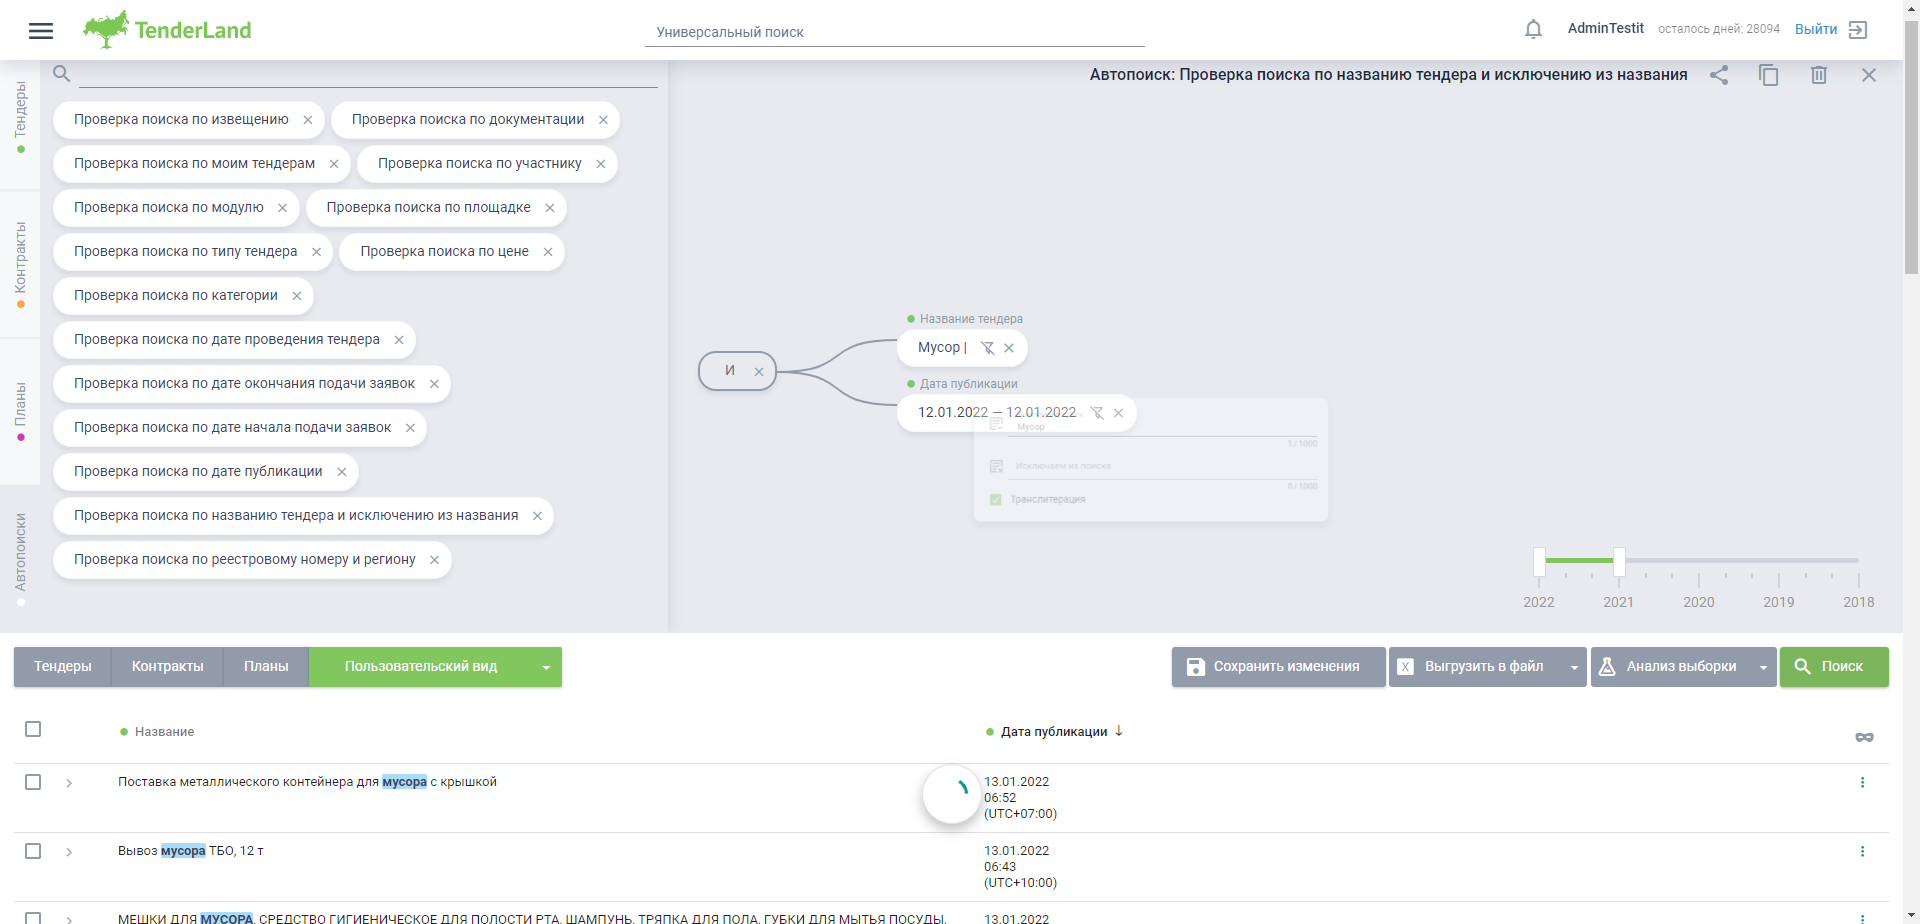 TenderLand
Универсальный поиск
AdminTestit
осталось дней: 28094
Выйти
Тендеры
Контракты
Планы
Автопоиски
Автопоиск: Проверка поиска по названию тендера и исключению из названия
Проверка поиска по извещению
Проверка поиска по документации
Проверка поиска по моим тендерам
Проверка поиска по участнику
Проверка поиска по модулю
Проверка поиска по площадке
Проверка поиска по типу тендера
Проверка поиска по цене
Проверка поиска по категории
Проверка поиска по дате проведения тендера
Проверка поиска по дате окончания подачи заявок
Проверка поиска по дате начала подачи заявок
Проверка поиска по дате публикации
Проверка поиска по названию тендера и исключению из названия
Проверка поиска по реестровому номеру и региону
И
Название тендера
Мусор |
Дата публикации
12.01.2022 — 12.01.2022
Мусор
1 / 1000
Исключаем из поиска
0 / 1000
Транслитерация
2022 2021 2020 2019 2018
Тендеры Контракты Планы Пользовательский вид
Сохранить изменения X Выгрузить в файл Анализ выборки Поиск
Название Дата публикации
Поставка металлического контейнера для мусора с крышкой
13.01.2022
06:52
(UTC+07:00)
Вывоз мусора ТБО, 12 т
13.01.2022
06:43
(UTC+10:00)
МЕШКИ ДЛЯ МУСОРА, СРЕДСТВО ГИГИЕНИЧЕСКОЕ ДЛЯ ПОЛОСТИ РТА, ШАМПУНЬ, ТРЯПКА ДЛЯ ПОЛА, ГУБКИ ДЛЯ МЫТЬЯ ПОСУДЫ,
13.01.2022